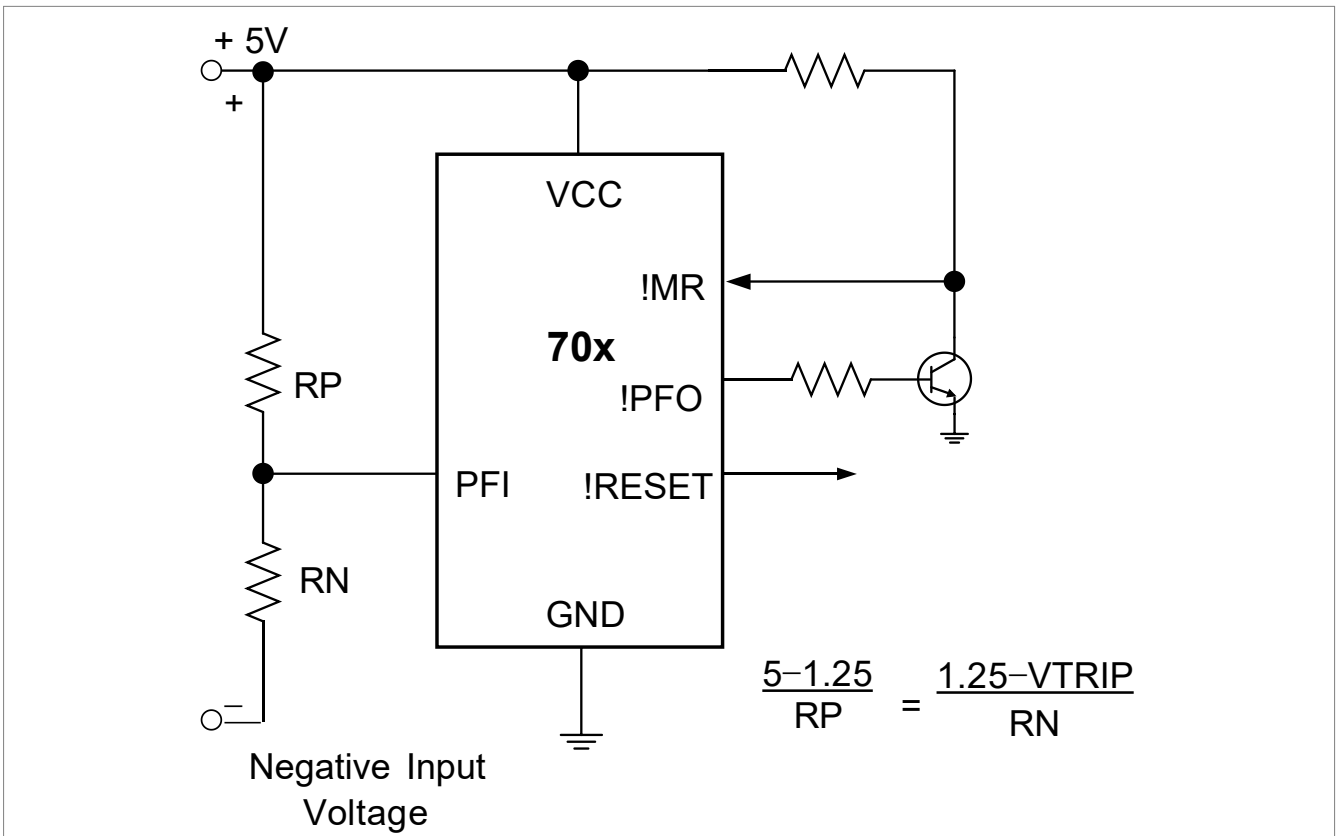 + 5V
+
VCC
!MR
70x
RP
!PFO
PFI
!RESET
RN
GND
5−1.25
RP
=
1.25−VTRIP
RN
−
Negative Input
Voltage